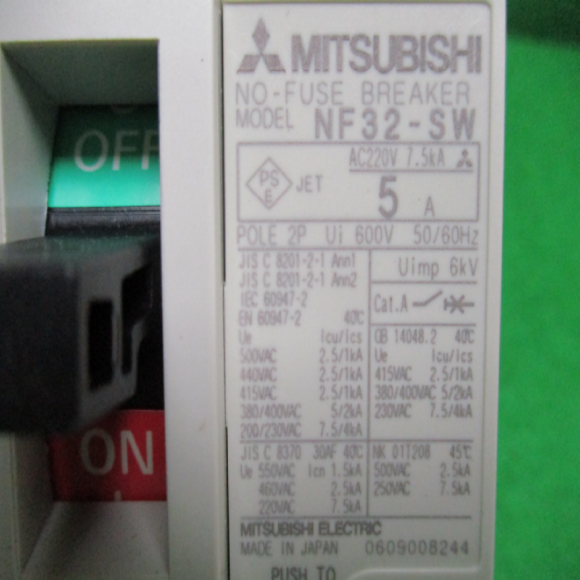 MITSUBISHI
NO-FUSE BREAKER
MODEL NF32-SW
AC220V 7.5kA
PS E JET 5 A
POLE 2P Ui 600V 50/60Hz
JIS C 8201-2-1 Ann1
JIS C 8201-2-1 Ann2
IEC 60947-2
EN 60947-2 40℃
Ue Icu/Ics
500VAC 2.5/1kA
440VAC 2.5/1kA
415VAC 2.5/1kA
380/400VAC 5/2kA
200/230VAC 7.5/4kA
Uimp 6kV
Cat.A
GB 14048.2 40℃
Ue Icu/Ics
415VAC 2.5/1kA
380/400VAC 5/2kA
230VAC 7.5/4kA
JIS C 8370 30AF 40℃
Ue 550VAC Icn 1.5kA
460VAC 2.5kA
220VAC 7.5kA
NK 01T208 45℃
500VAC 2.5kA
250VAC 7.5kA
MITSUBISHI ELECTRIC
MADE IN JAPAN 0609008244
PUSH TO
OFF
ON